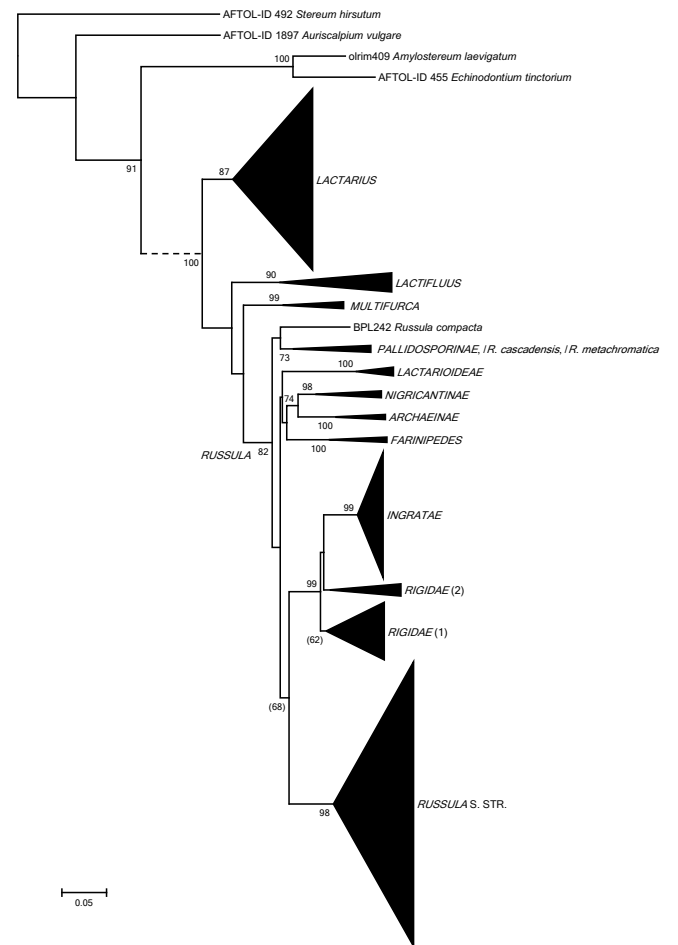 AFTOL-ID 492 Stereum hirsutum
AFTOL-ID 1897 Auriscalpium vulgare
100
olrim409 Amylostereum laevigatum
AFTOL-ID 455 Echinodontium tinctorium
91
87
LACTARIUS
100
90
LACTIFLUUS
99
MULTIFURCA
BPL242 Russula compacta
73
PALLIDOSPORINAE, /R. cascadensis, /R. metachromatica
100
LACTARIOIDEAE
98
NIGRICANTINAE
74
ARCHAEINAE
100
FARINIPEDES
100
RUSSULA 82
99
INGRATAE
99
RIGIDAE (2)
RIGIDAE (1)
(62)
(68)
RUSSULA S. STR.
98
0.05